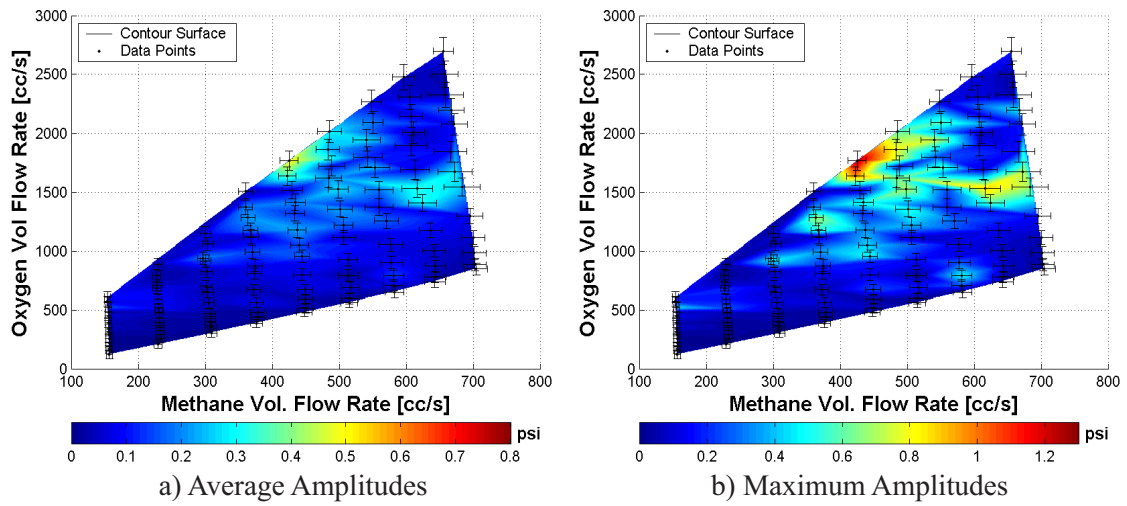 Contour Surface
Data Points
Oxygen Vol Flow Rate [cc/s]
3000
2500
2000
1500
1000
500
0
100 200 300 400 500 600 700 800
Methane Vol. Flow Rate [cc/s]
psi
0 0.1 0.2 0.3 0.4 0.5 0.6 0.7 0.8
a) Average Amplitudes
Contour Surface
Data Points
Oxygen Vol Flow Rate [cc/s]
3000
2500
2000
1500
1000
500
0
100 200 300 400 500 600 700 800
Methane Vol. Flow Rate [cc/s]
psi
0 0.2 0.4 0.6 0.8 1 1.2
b) Maximum Amplitudes